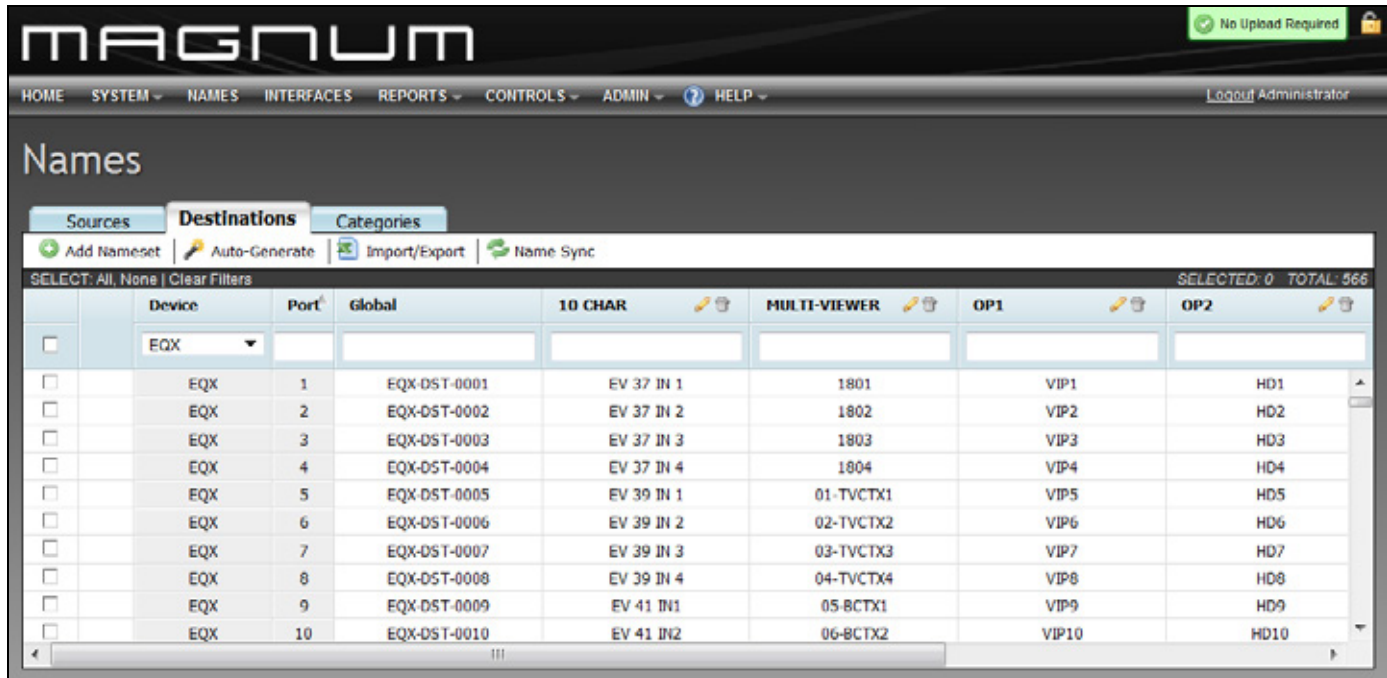 MAGNUM
No Upload Required
HOME SYSTEM NAMES INTERFACES REPORTS CONTROLS ADMIN ? HELP Logout Administrator
Names
Sources Destinations Categories
Add Nameset Auto-Generate Import/Export Name Sync
SELECT: All, None | Clear Filters SELECTED: 0 TOTAL: 566
Device Port Global 10 CHAR MULTI-VIEWER OP1 OP2
EQX
EQX 1 EQX-DST-0001 EV 37 IN 1 1801 VIP1 HD1
EQX 2 EQX-DST-0002 EV 37 IN 2 1802 VIP2 HD2
EQX 3 EQX-DST-0003 EV 37 IN 3 1803 VIP3 HD3
EQX 4 EQX-DST-0004 EV 37 IN 4 1804 VIP4 HD4
EQX 5 EQX-DST-0005 EV 39 IN 1 01-TVCTX1 VIP5 HD5
EQX 6 EQX-DST-0006 EV 39 IN 2 02-TVCTX2 VIP6 HD6
EQX 7 EQX-DST-0007 EV 39 IN 3 03-TVCTX3 VIP7 HD7
EQX 8 EQX-DST-0008 EV 39 IN 4 04-TVCTX4 VIP8 HD8
EQX 9 EQX-DST-0009 EV 41 IN1 05-BCTX1 VIP9 HD9
EQX 10 EQX-DST-0010 EV 41 IN2 06-BCTX2 VIP10 HD10